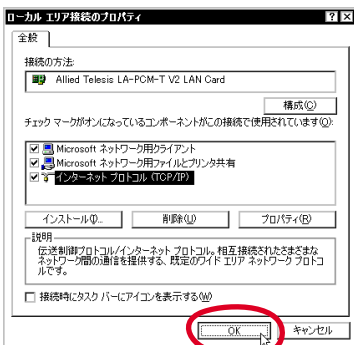 ローカル エリア接続のプロパティ
全般
接続の方法:
Allied Telesis LA-PCM-T V2 LAN Card
構成(C)
チェック マークがオンになっているコンポーネントがこの接続で使用されています(O):
Microsoft ネットワーク用クライアント
Microsoft ネットワーク用ファイルとプリンタ共有
インターネット プロトコル (TCP/IP)
インストール(I)... 削除(U) プロパティ(R)
説明
伝送制御プロトコル/インターネット プロトコル。相互接続されたさまざまな
ネットワーク間の通信を提供する、既定のワイド エリア ネットワーク プロトコ
ルです。
接続時にタスク バーにアイコンを表示する(W)
OK キャンセル